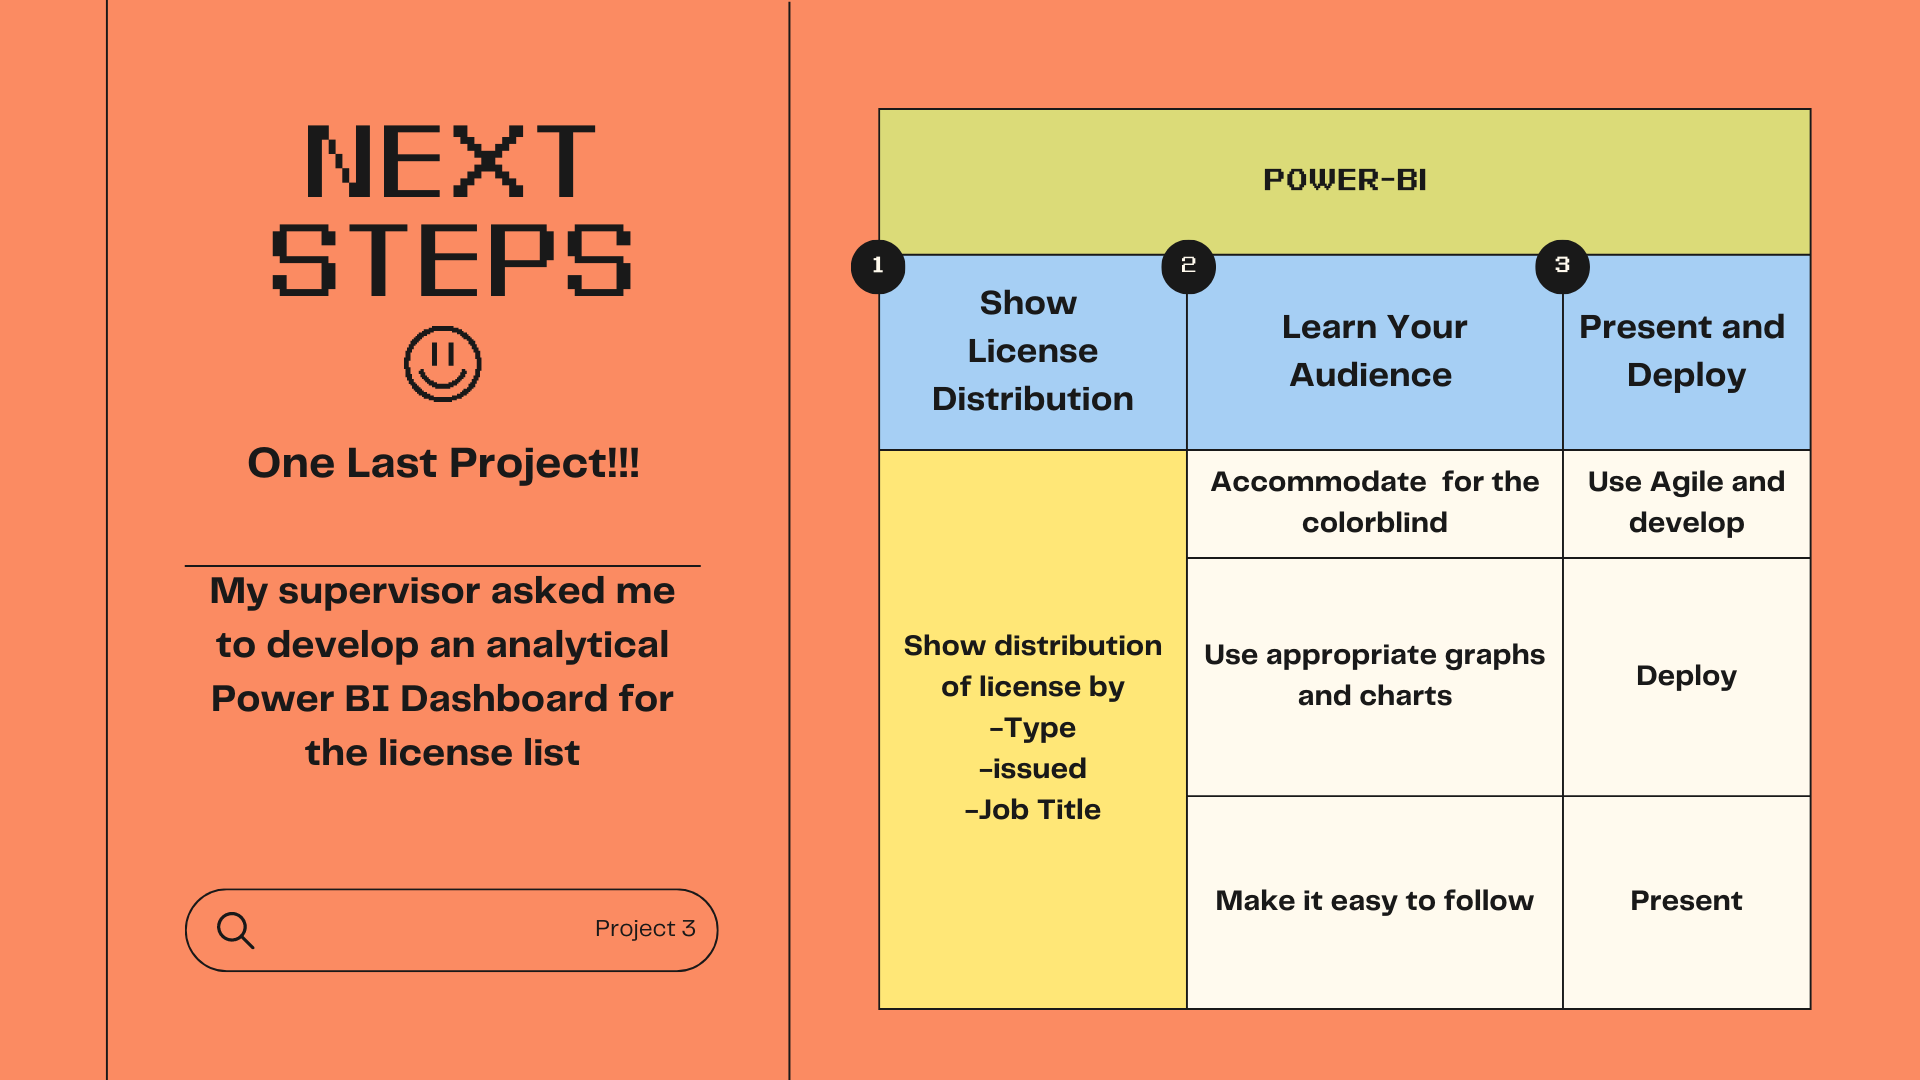 NEXT
STEPS
One Last Project!!!
My supervisor asked me
to develop an analytical
Power BI Dashboard for
the license list
Project 3
POWER-BI
1
2
3
Show
License
Distribution
Learn Your
Audience
Present and
Deploy
Show distribution
of license by
-Type
-issued
-Job Title
Accommodate  for the
colorblind
Use Agile and
develop
Use appropriate graphs
and charts
Deploy
Make it easy to follow
Present